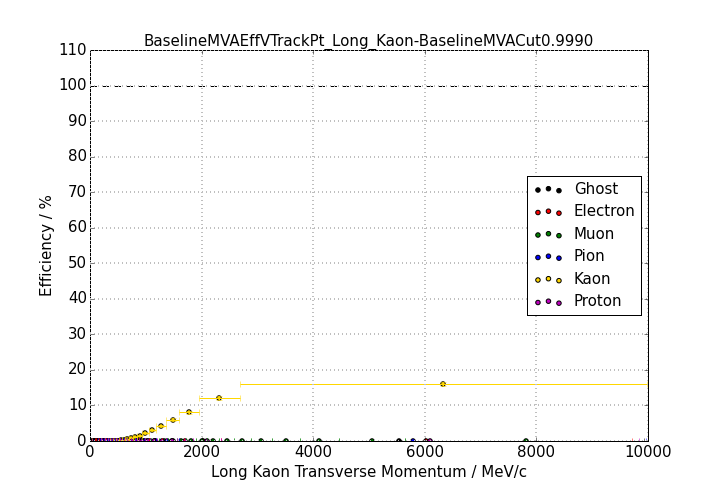 BaselineMVAEffVTrackPt_Long_Kaon-BaselineMVACut0.9990
110
100
90
80
70
60
50
40
30
20
10
0
Efficiency / %
Ghost
Electron
Muon
Pion
Kaon
Proton
0 2000 4000 6000 8000 10000
Long Kaon Transverse Momentum / MeV/c